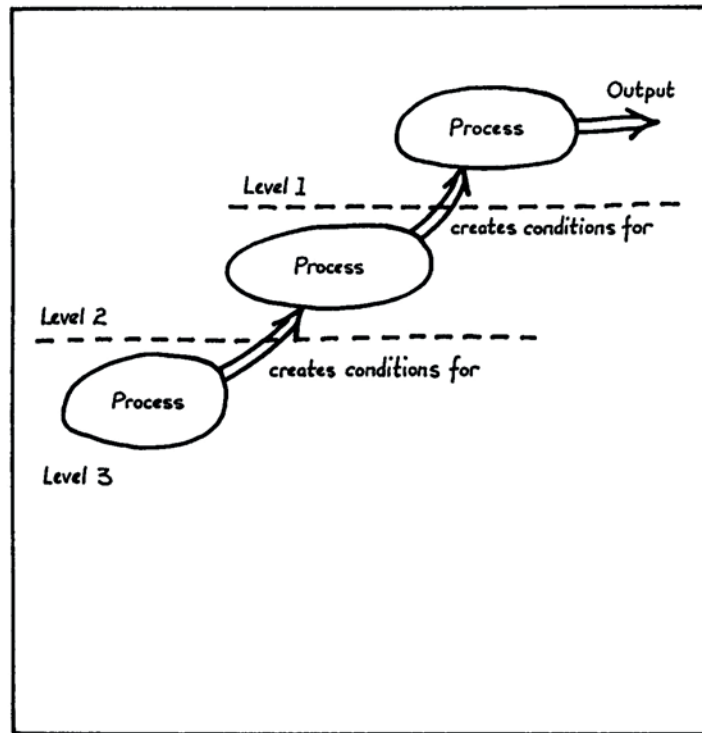 Output
Process
Level 1
creates conditions for
Process
Level 2
creates conditions for
Process
Level 3